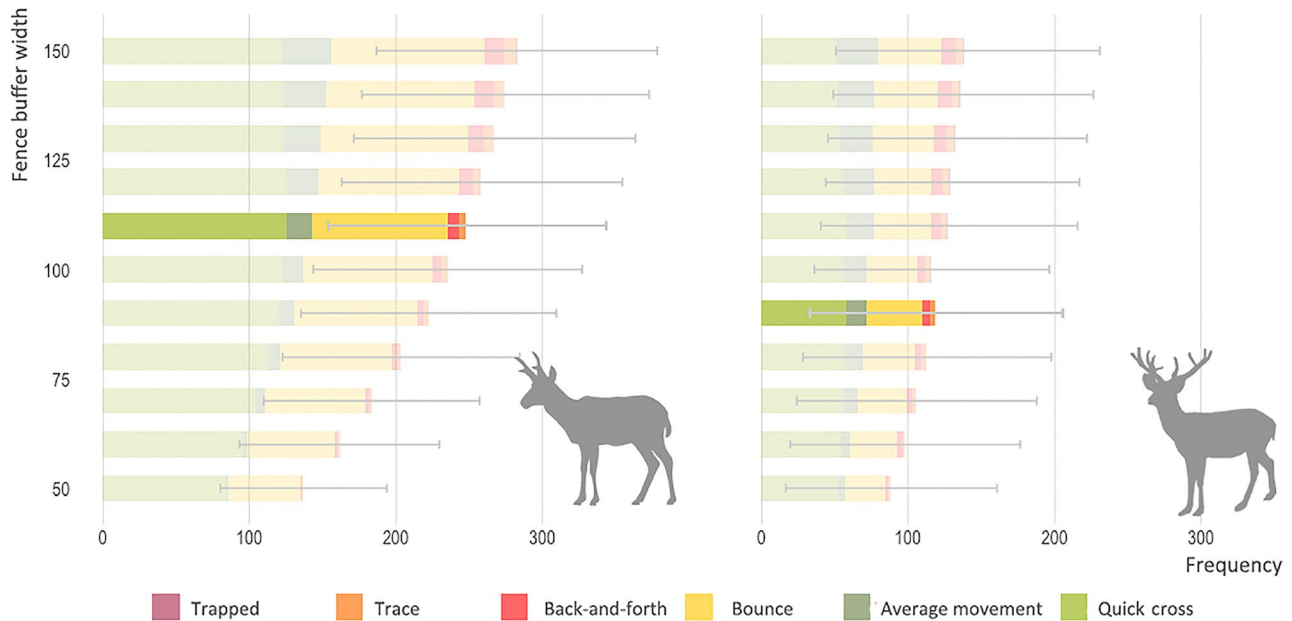 Fence buffer width
150
125
100
75
50
0 100 200 300
0 100 200 300
Frequency
Trapped Trace Back-and-forth Bounce Average movement Quick cross